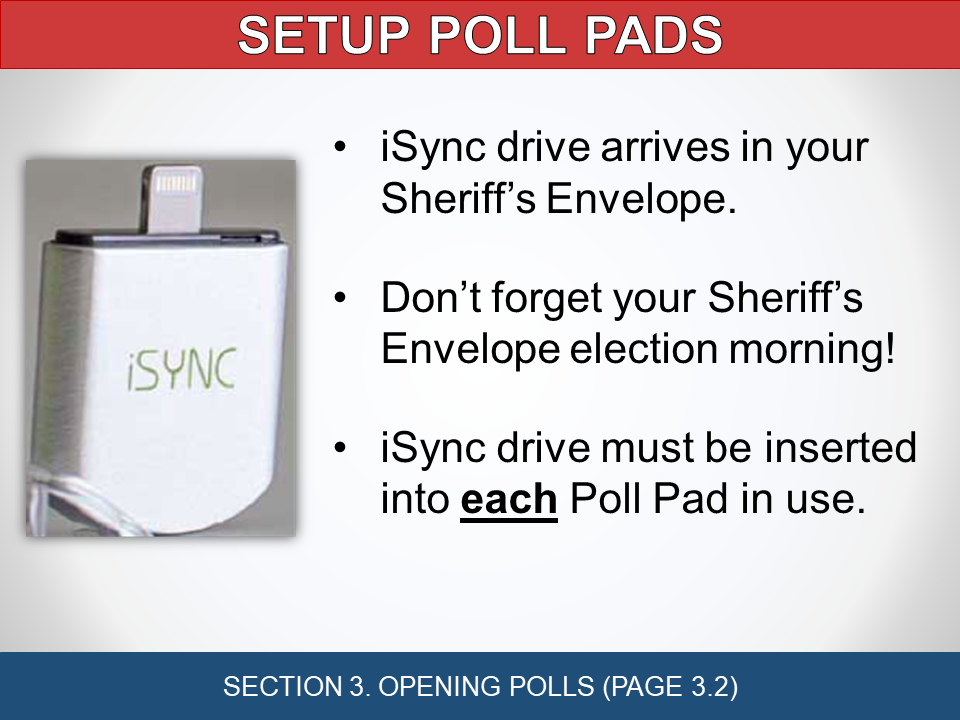 SETUP POLL PADS
• iSync drive arrives in your
Sheriff’s Envelope.
• Don’t forget your Sheriff’s
Envelope election morning!
• iSync drive must be inserted
into each Poll Pad in use.
iSYNC
SECTION 3. OPENING POLLS (PAGE 3.2)